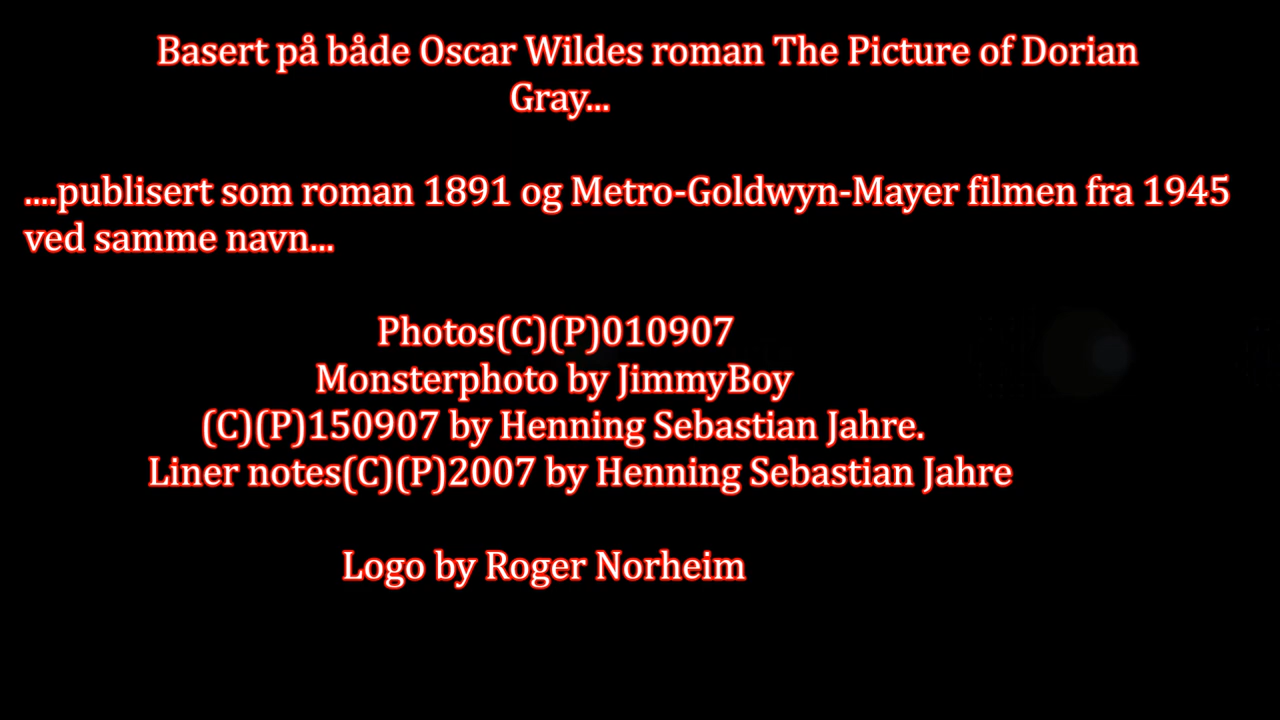 Basert på både Oscar Wildes roman The Picture of Dorian
Gray...
....publisert som roman 1891 og Metro-Goldwyn-Mayer filmen fra 1945
ved samme navn...
Photos(C)(P)010907
Monsterphoto by JimmyBoy
(C)(P)150907 by Henning Sebastian Jahre.
Liner notes(C)(P)2007 by Henning Sebastian Jahre
Logo by Roger Norheim